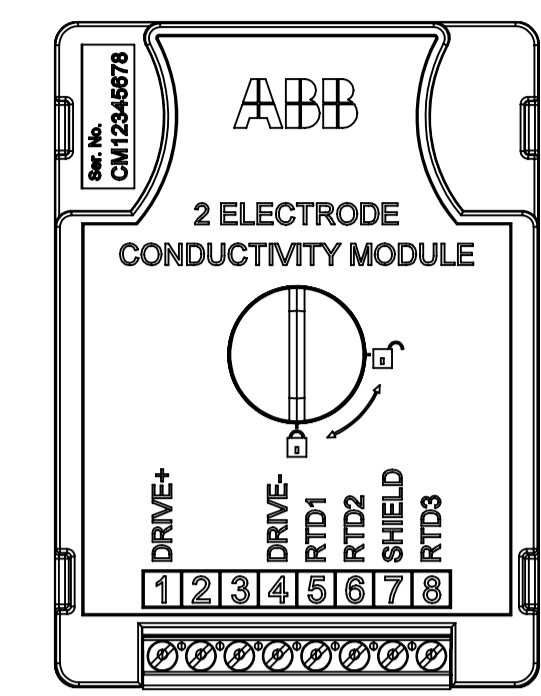 Ser. No.
CM12345678
ABB
2 ELECTRODE
CONDUCTIVITY MODULE
DRIVE+
DRIVE-
RTD1
RTD2
SHIELD
RTD3
1 2 3 4 5 6 7 8